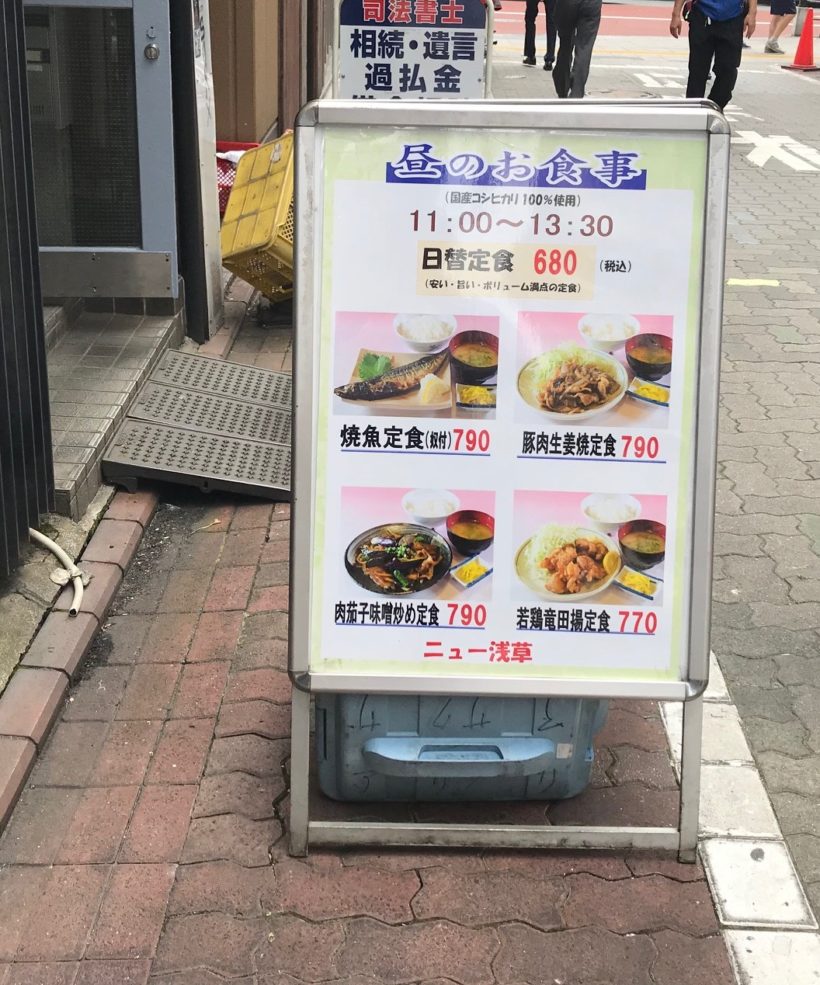 司法書士
相続・遺言
過払金
昼のお食事
(国産コシヒカリ100%使用)
11:00～13:30
日替定食 680 (税込)
(安い・旨い・ボリューム満点の定食)
焼魚定食(奴付)790
豚肉生姜焼定食 790
肉茄子味噌炒め定食 790
若鶏竜田揚定食 770
ニュー浅草